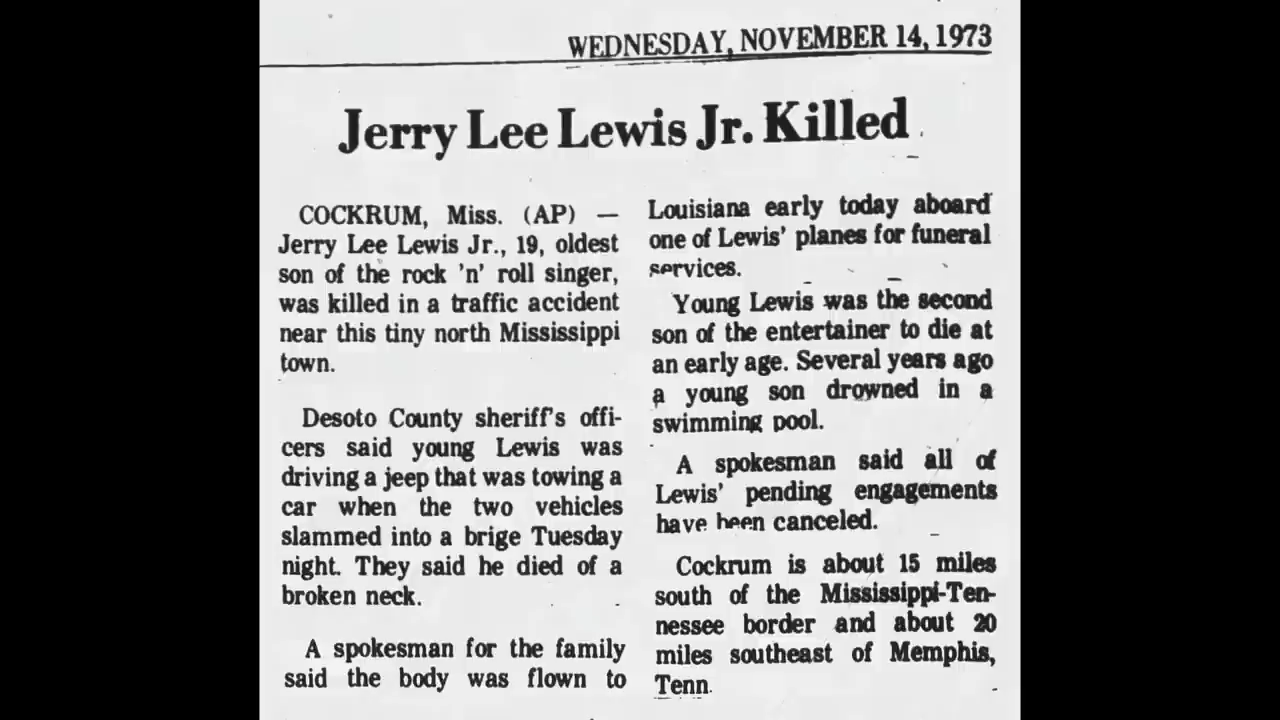 WEDNESDAY, NOVEMBER 14, 1973
Jerry Lee Lewis Jr. Killed
COCKRUM, Miss. (AP) —
Jerry Lee Lewis Jr., 19, oldest
son of the rock 'n' roll singer,
was killed in a traffic accident
near this tiny north Mississippi
town.
Desoto County sheriff's offi-
cers said young Lewis was
driving a jeep that was towing a
car when the two vehicles
slammed into a brige Tuesday
night. They said he died of a
broken neck.
A spokesman for the family
said the body was flown to
Louisiana early today aboard
one of Lewis' planes for funeral
services.
Young Lewis was the second
son of the entertainer to die at
an early age. Several years ago
a young son drowned in a
swimming pool.
A spokesman said all of
Lewis' pending engagements
have been canceled.
Cockrum is about 15 miles
south of the Mississippi-Ten-
nessee border and about 20
miles southeast of Memphis,
Tenn.